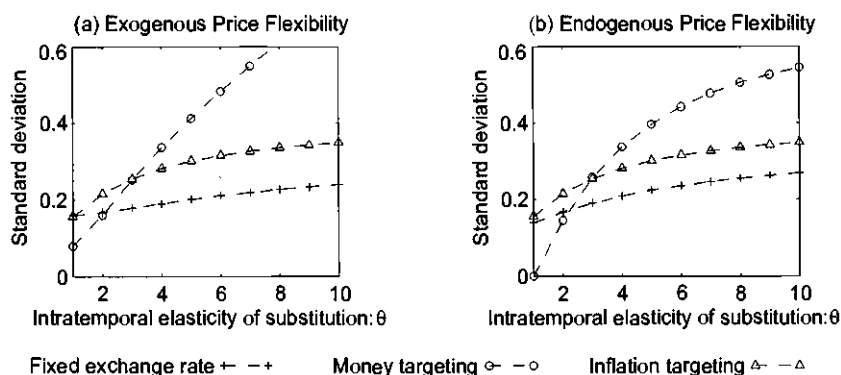 (a) Exogenous Price Flexibility
Standard deviation
0.6
0.4
0.2
0
2 4 6 8 10
Intratemporal elasticity of substitution: θ
(b) Endogenous Price Flexibility
Standard deviation
0.6
0.4
0.2
0
2 4 6 8 10
Intratemporal elasticity of substitution: θ
Fixed exchange rate Money targeting Inflation targeting